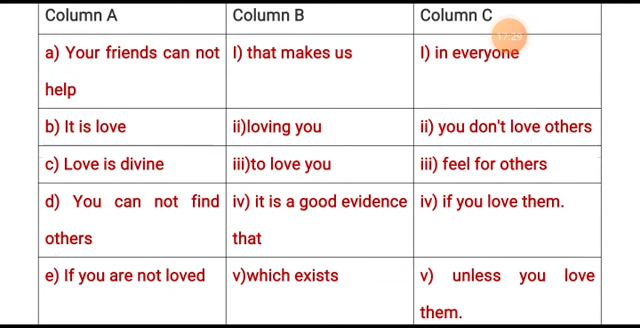 Column A Column B Column C
a) Your friends can not help I) that makes us I) in everyone
17:29
b) It is love ii)loving you ii) you don't love others
c) Love is divine iii)to love you iii) feel for others
d) You can not find others iv) it is a good evidence that iv) if you love them.
e) If you are not loved v)which exists v) unless you love them.